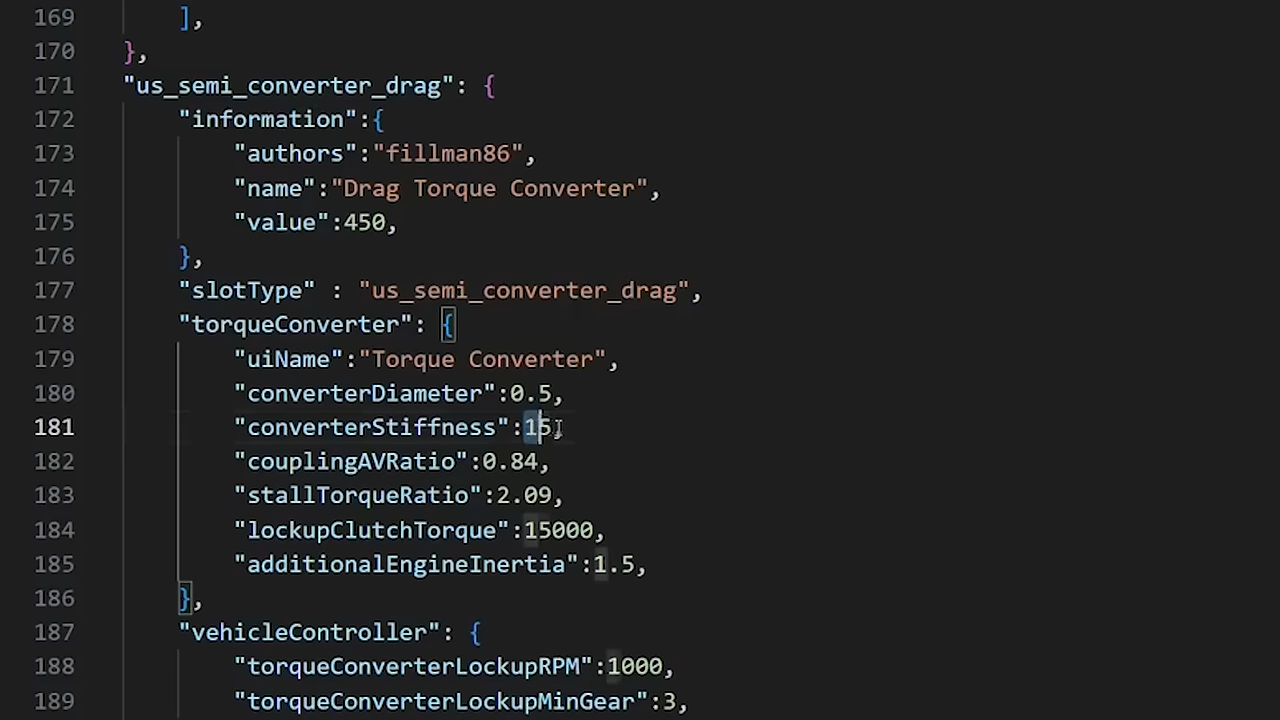 169 ],
170 },
171 "us_semi_converter_drag": {
172 "information":{
173 "authors":"fillman86",
174 "name":"Drag Torque Converter",
175 "value":450,
176 },
177 "slotType" : "us_semi_converter_drag",
178 "torqueConverter": {
179 "uiName":"Torque Converter",
180 "converterDiameter":0.5,
181 "converterStiffness":15,
182 "couplingAVRatio":0.84,
183 "stallTorqueRatio":2.09,
184 "lockupClutchTorque":15000,
185 "additionalEngineInertia":1.5,
186 },
187 "vehicleController": {
188 "torqueConverterLockupRPM":1000,
189 "torqueConverterLockupMinGear":3,